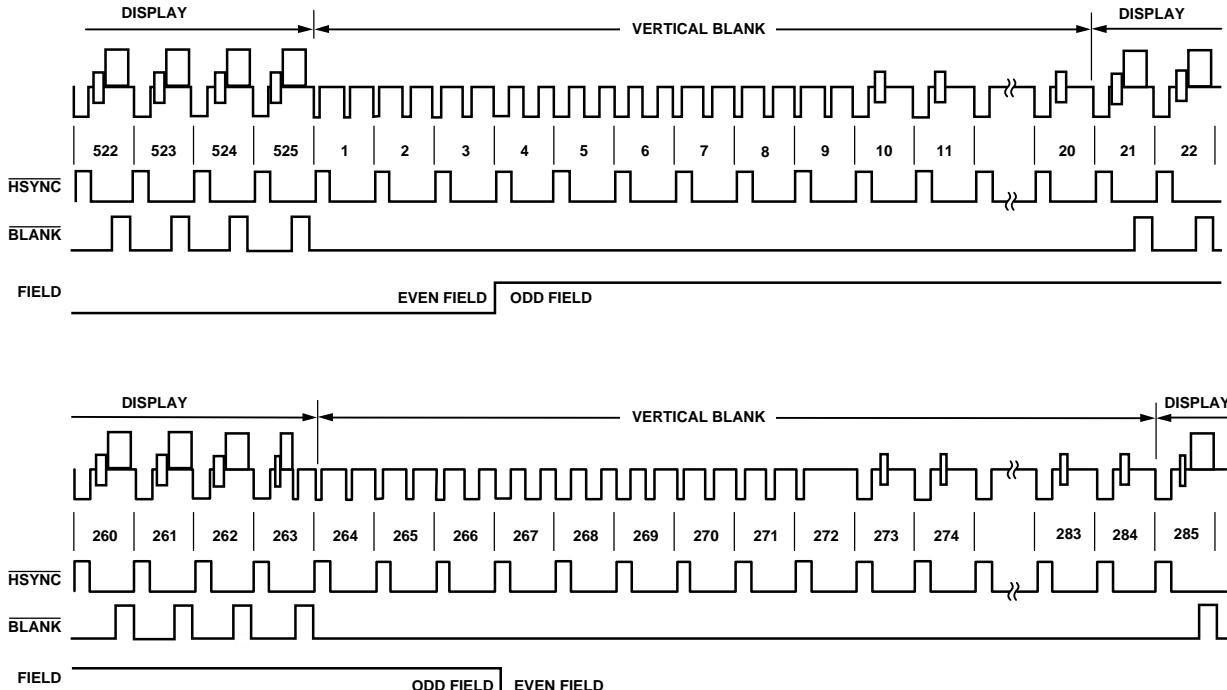 DISPLAY VERTICAL BLANK DISPLAY
522 523 524 525 1 2 3 4 5 6 7 8 9 10 11 20 21 22
HSYNC
BLANK
FIELD EVEN FIELD ODD FIELD
DISPLAY VERTICAL BLANK DISPLAY
260 261 262 263 264 265 266 267 268 269 270 271 272 273 274 283 284 285
HSYNC
BLANK
FIELD ODD FIELD EVEN FIELD